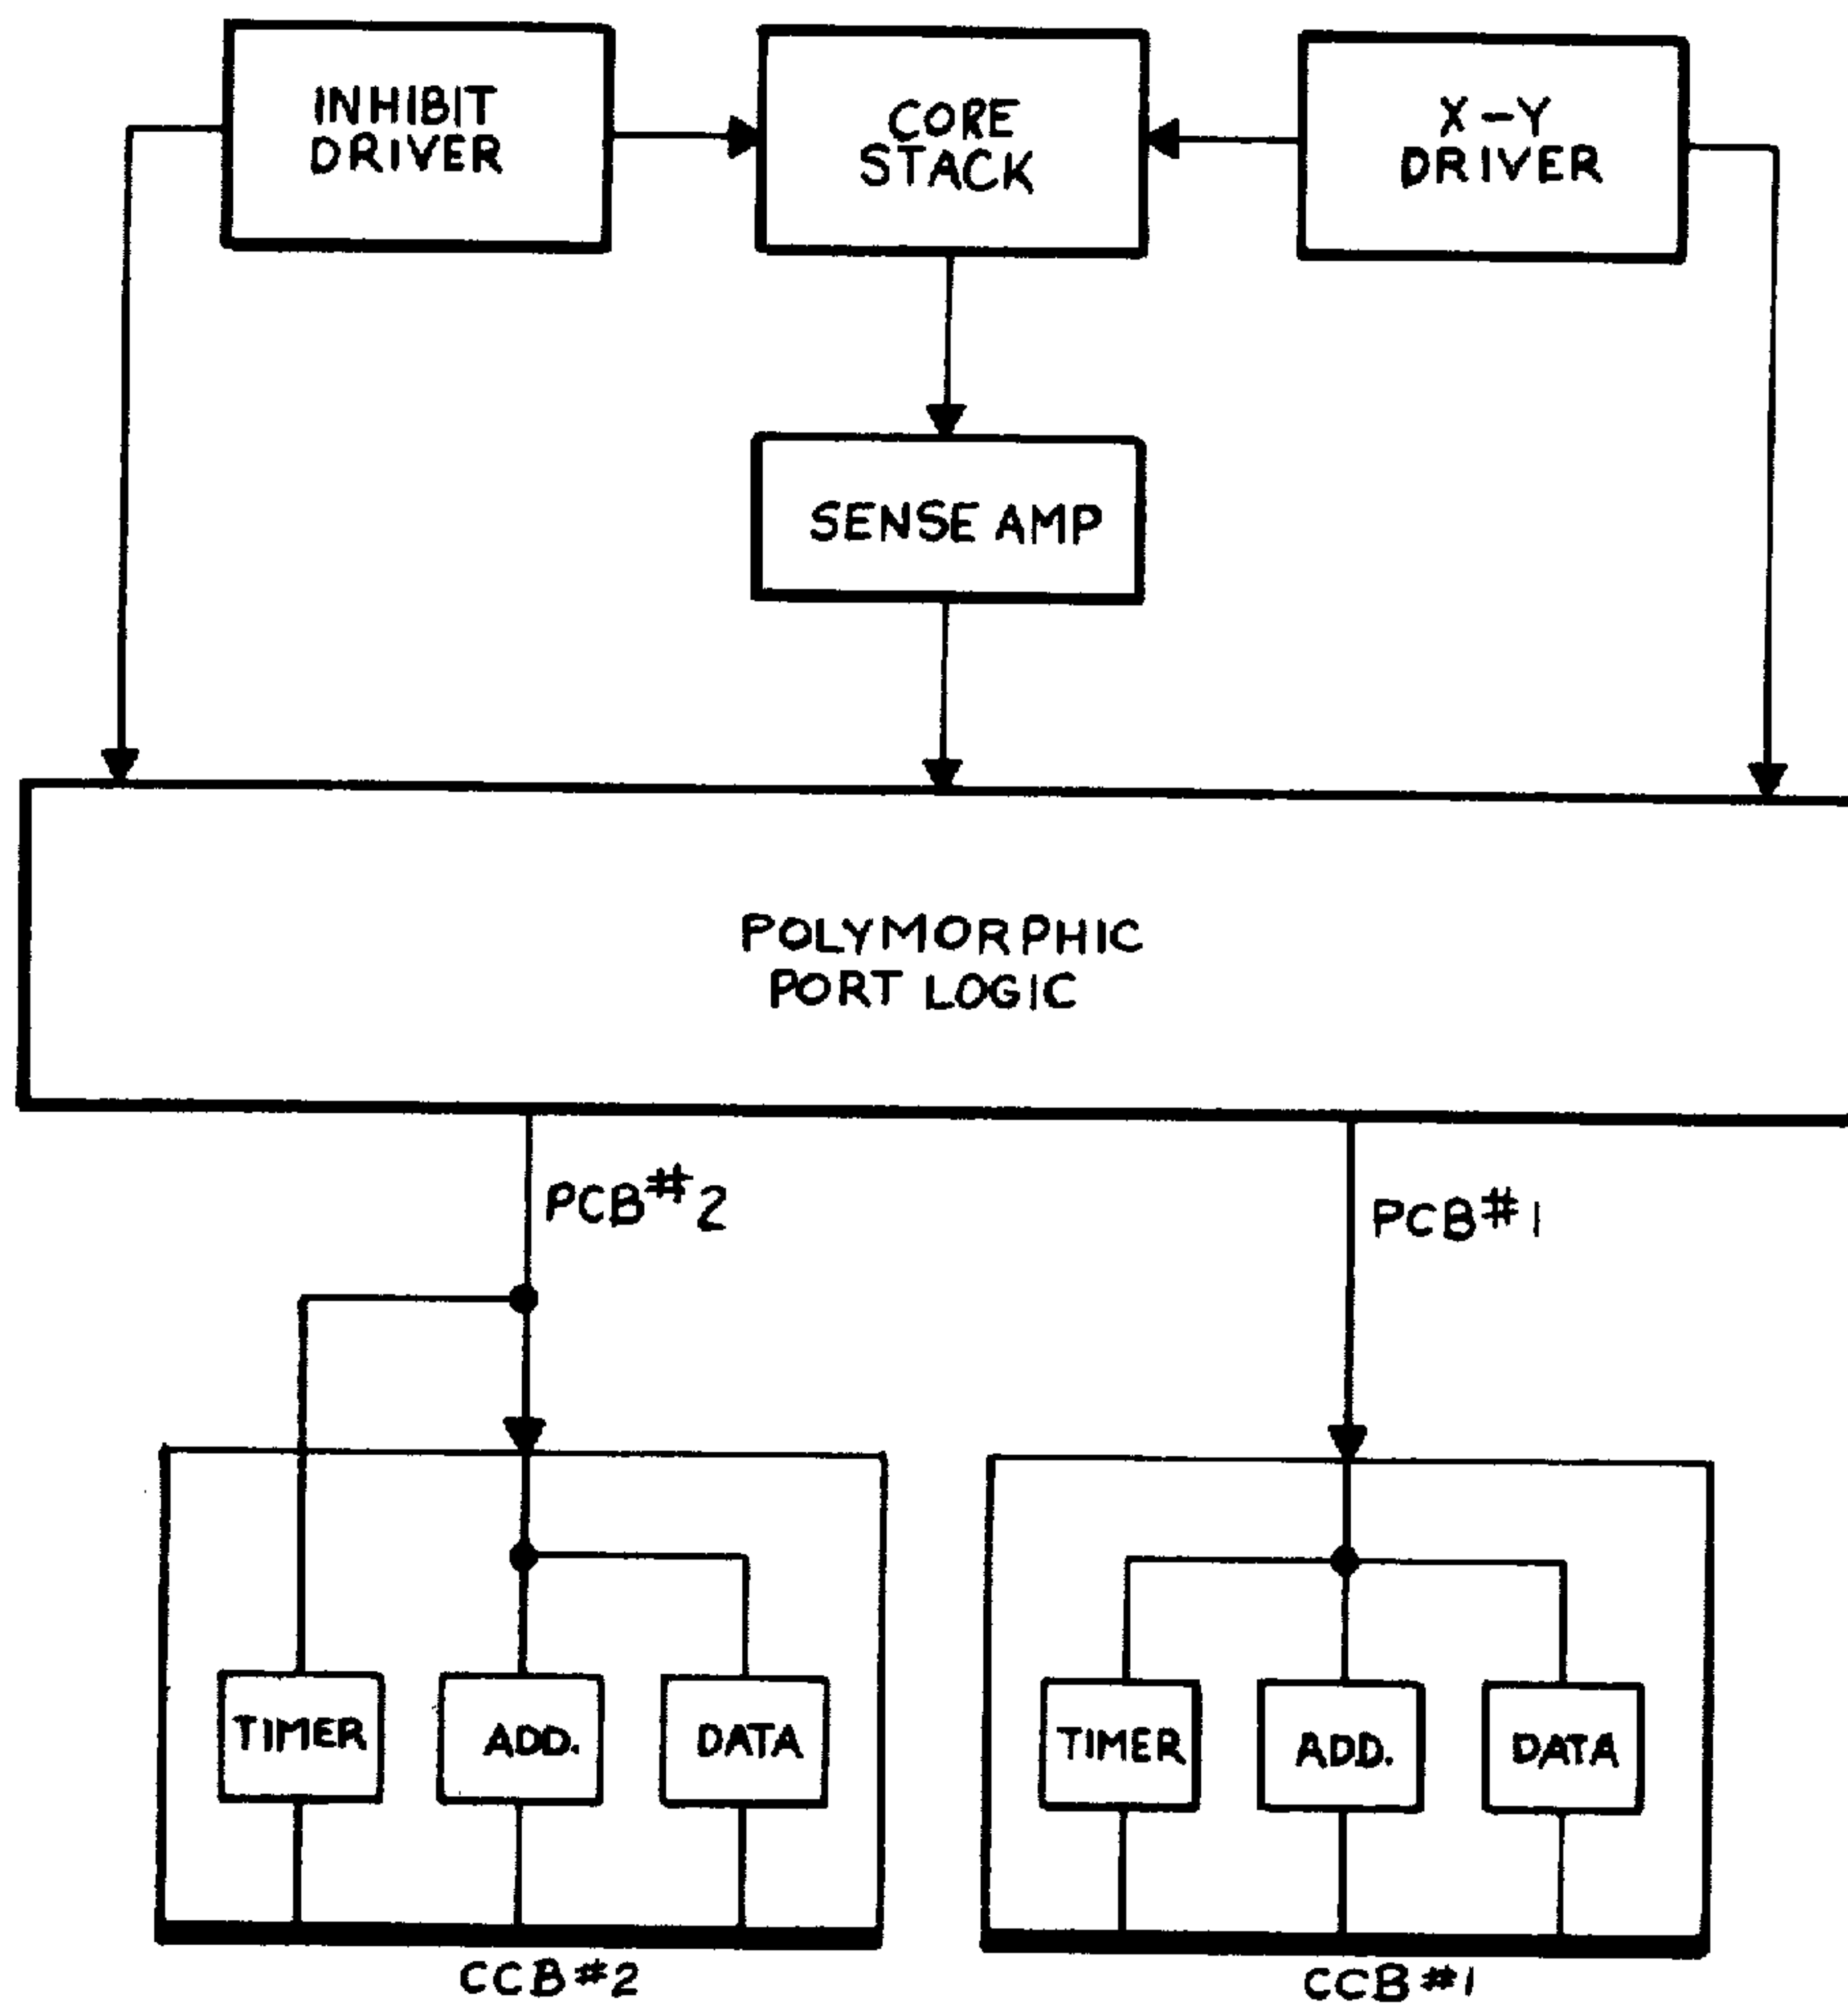 INHIBIT
DRIVER
CORE
STACK
X-Y
DRIVER
SENSE AMP
POLYMORPHIC
PORT LOGIC
PCB#2
PCB#1
TIMER
ADD.
DATA
TIMER
ADD.
DATA
CCB#2
CCB#1